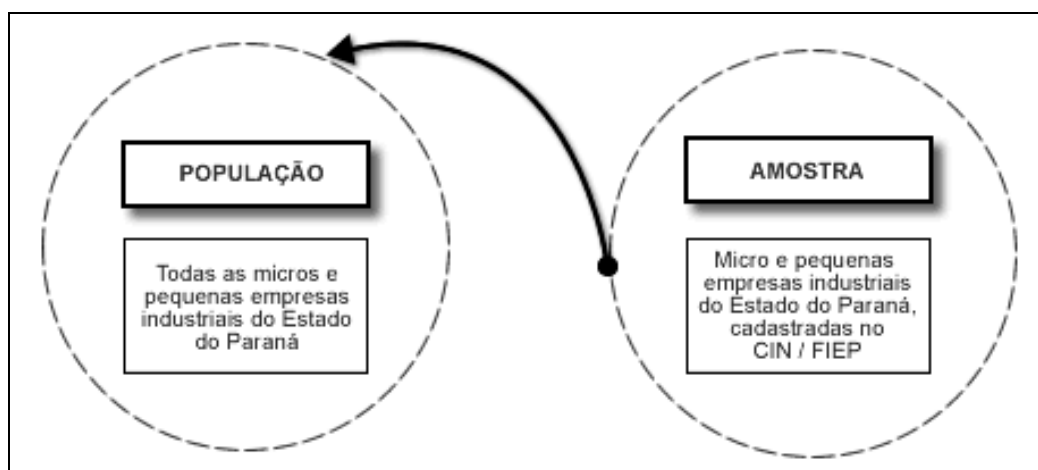 POPULAÇÃO
Todas as micros e
pequenas empresas
industriais do Estado
do Paraná
AMOSTRA
Micro e pequenas
empresas industriais
do Estado do Paraná,
cadastradas no
CIN / FIEP